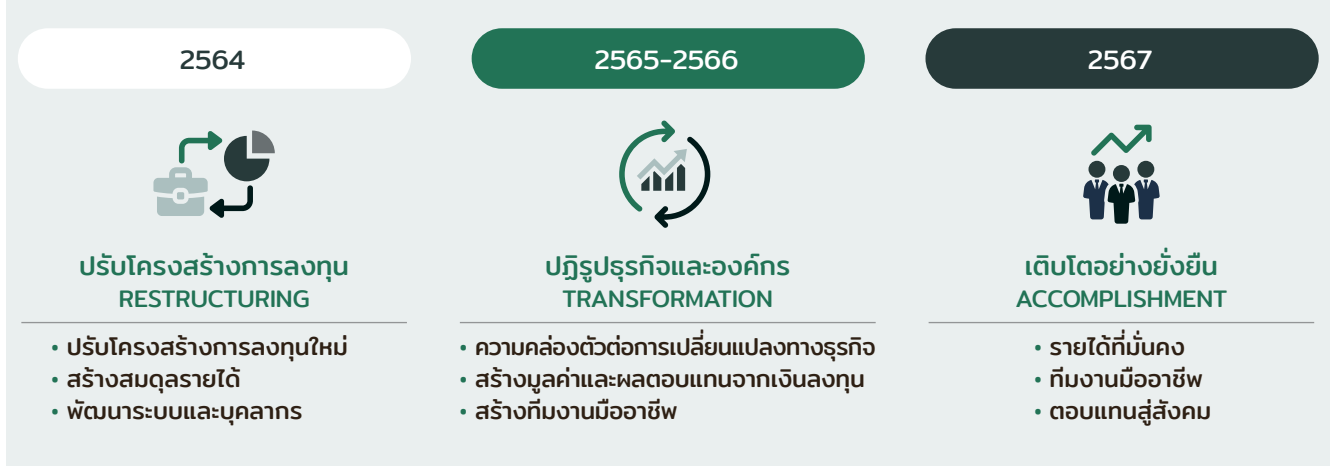 2564
ปรับโครงสร้างการลงทุน
RESTRUCTURING
• ปรับโครงสร้างการลงทุนใหม่
• สร้างสมดุลรายได้
• พัฒนาระบบและบุคลากร
2565-2566
ปฏิรูปธุรกิจและองค์กร
TRANSFORMATION
• ความคล่องตัวต่อการเปลี่ยนแปลงทางธุรกิจ
• สร้างมูลค่าและผลตอบแทนจากเงินลงทุน
• สร้างทีมงานมืออาชีพ
2567
เติบโตอย่างยั่งยืน
ACCOMPLISHMENT
• รายได้ที่มั่นคง
• ทีมงานมืออาชีพ
• ตอบแทนสู่สังคม